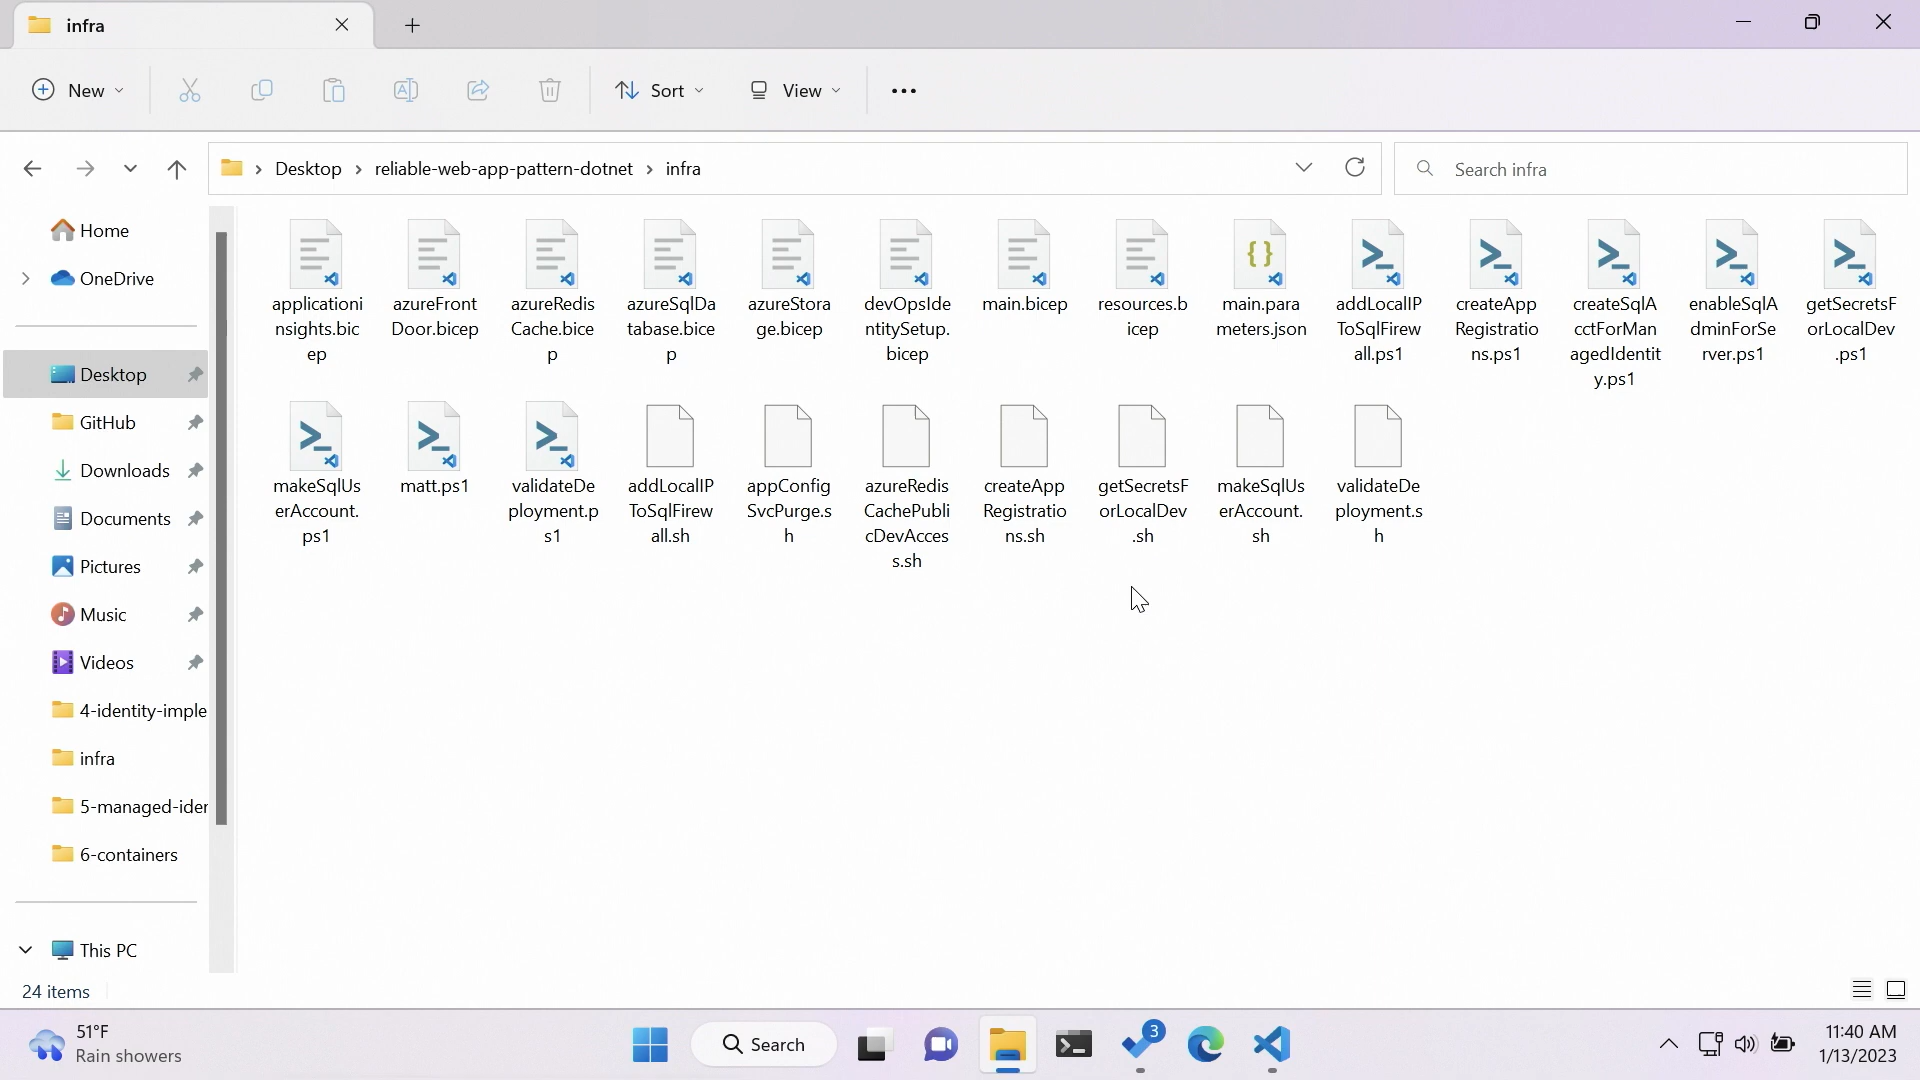 infra
New
Sort
View
Desktop
reliable-web-app-pattern-dotnet
infra
Search infra
Home
OneDrive
Desktop
GitHub
Downloads
Documents
Pictures
Music
Videos
4-identity-imple
infra
5-managed-ider
6-containers
This PC
applicationi
nsights.bic
ep
azureFront
Door.bicep
azureRedis
Cache.bice
p
azureSqlDa
tabase.bice
p
azureStora
ge.bicep
devOpsIde
ntitySetup.
bicep
main.bicep
resources.b
icep
main.para
meters.json
addLocalIP
ToSqlFirew
all.ps1
createApp
Registratio
ns.ps1
createSqlA
cctForMan
agedIdentit
y.ps1
enableSqlA
dminForSe
rver.ps1
getSecretsF
orLocalDev
.ps1
makeSqlUs
erAccount.
ps1
matt.ps1
validateDe
ployment.p
s1
addLocalIP
ToSqlFirew
all.sh
appConfig
SvcPurge.s
h
azureRedis
CachePubli
cDevAcces
s.sh
createApp
Registratio
ns.sh
getSecretsF
orLocalDev
.sh
makeSqlUs
erAccount.
sh
validateDe
ployment.s
h
24 items
51°F
Rain showers
Search
3
11:40 AM
1/13/2023